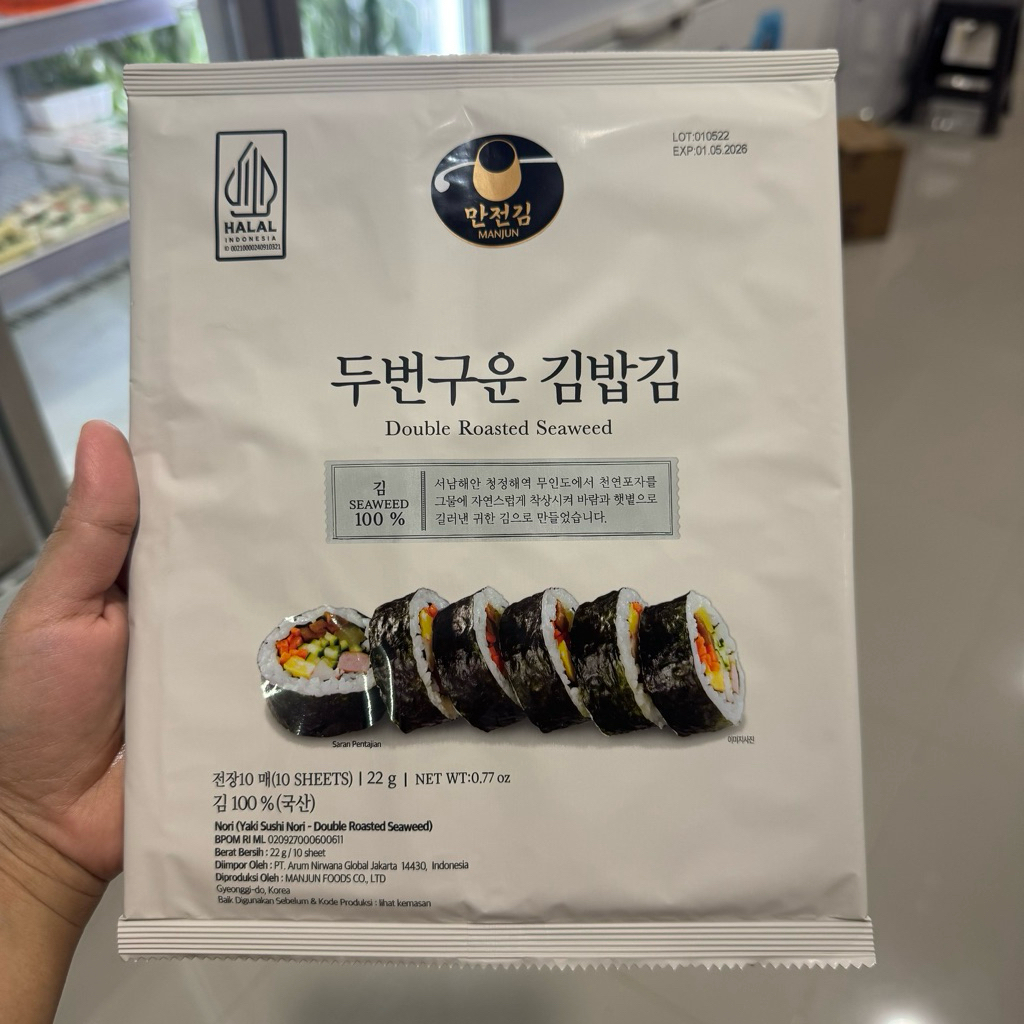 HALAL
INDONESIA
ID 00210000240910321
만전김
MANJUN
LOT:010522
EXP:01.05.2026
두번구운 김밥김
Double Roasted Seaweed
김
SEAWEED
100 %
서남해안 청정해역 무인도에서 천연포자를
그물에 자연스럽게 착상시켜 바람과 햇볕으로
길러낸 귀한 김으로 만들었습니다.
Saran Pentajian
이미지사진
전장10 매(10 SHEETS) | 22 g | NET WT:0.77 oz
김 100 % (국산)
Nori (Yaki Sushi Nori - Double Roasted Seaweed)
BPOM RI ML 020927000600611
Berat Bersih : 22 g / 10 sheet
Diimpor Oleh : PT. Arum Nirwana Global Jakarta 14430, Indonesia
Diproduksi Oleh : MANJUN FOODS CO., LTD
Gyeonggi-do, Korea
Baik Digunakan Sebelum & Kode Produksi : lihat kemasan